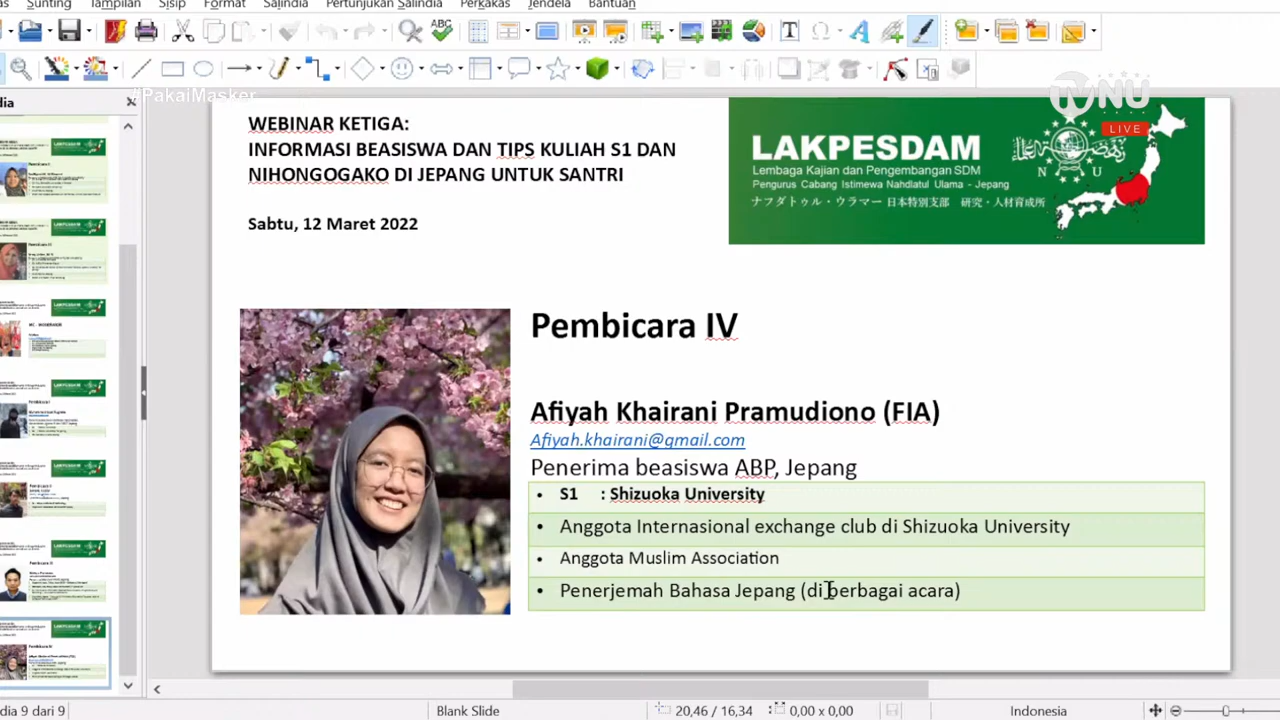 Sunting Tampilan Sisip Format Salindia Pertunjukan Salindia Perkakas Jendela Bantuan
ABC
#PakaiMasker
dia
tvNU
LIVE
WEBINAR KETIGA:
INFORMASI BEASISWA DAN TIPS KULIAH S1 DAN
NIHONGOGAKO DI JEPANG UNTUK SANTRI
Sabtu, 12 Maret 2022
LAKPESDAM
Lembaga Kajian dan Pengembangan SDM
Pengurus Cabang Istimewa Nahdlatul Ulama - Jepang
ナフダトゥル・ウラマー 日本特別支部 研究・人材育成所
N U
Pembicara IV
Afiyah Khairani Pramudiono (FIA)
Afiyah.khairani@gmail.com
Penerima beasiswa ABP, Jepang
• S1 : Shizuoka University
• Anggota Internasional exchange club di Shizuoka University
• Anggota Muslim Association
• Penerjemah Bahasa Jepang (di berbagai acara)
dia 9 dari 9
Blank Slide
20,46 / 16,34
0,00 x 0,00
Indonesia